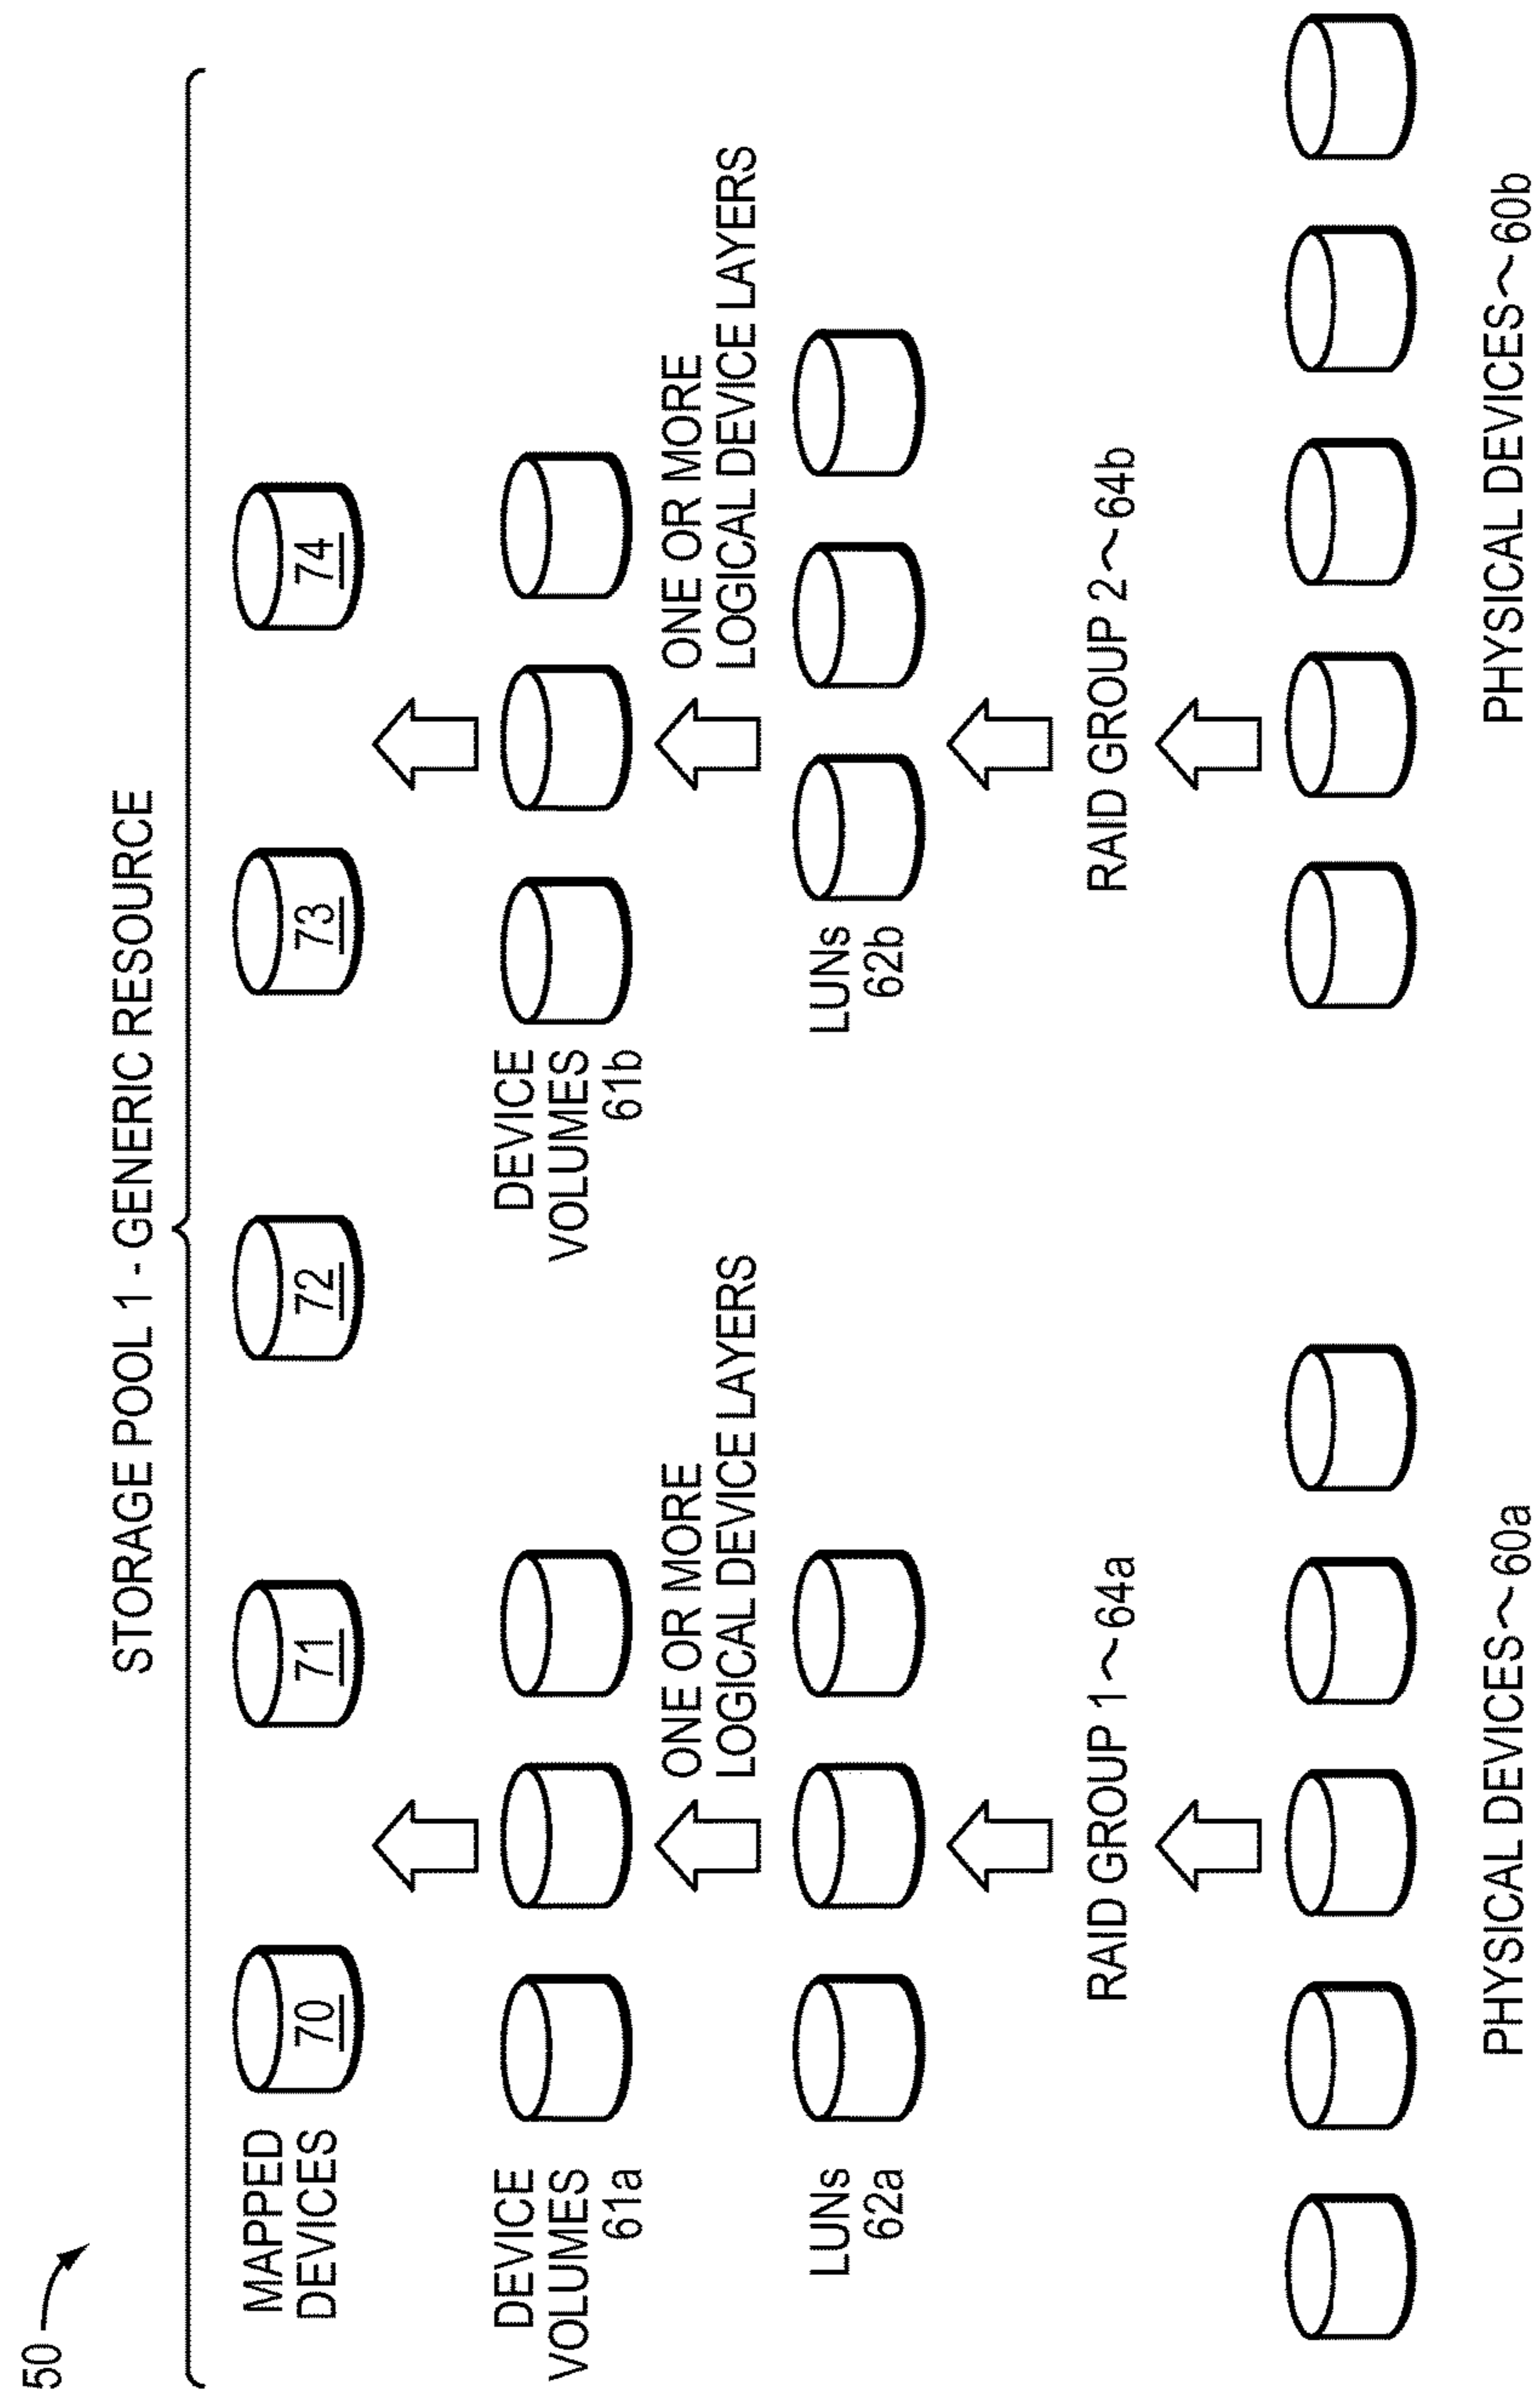 50
STORAGE POOL 1 - GENERIC RESOURCE
MAPPED
DEVICES
70
71
72
73
74
DEVICE
VOLUMES
61a
DEVICE
VOLUMES
61b
ONE OR MORE
LOGICAL DEVICE LAYERS
ONE OR MORE
LOGICAL DEVICE LAYERS
LUNs
62a
LUNs
62b
RAID GROUP 1~64a
RAID GROUP 2~64b
PHYSICAL DEVICES~60a
PHYSICAL DEVICES~60b